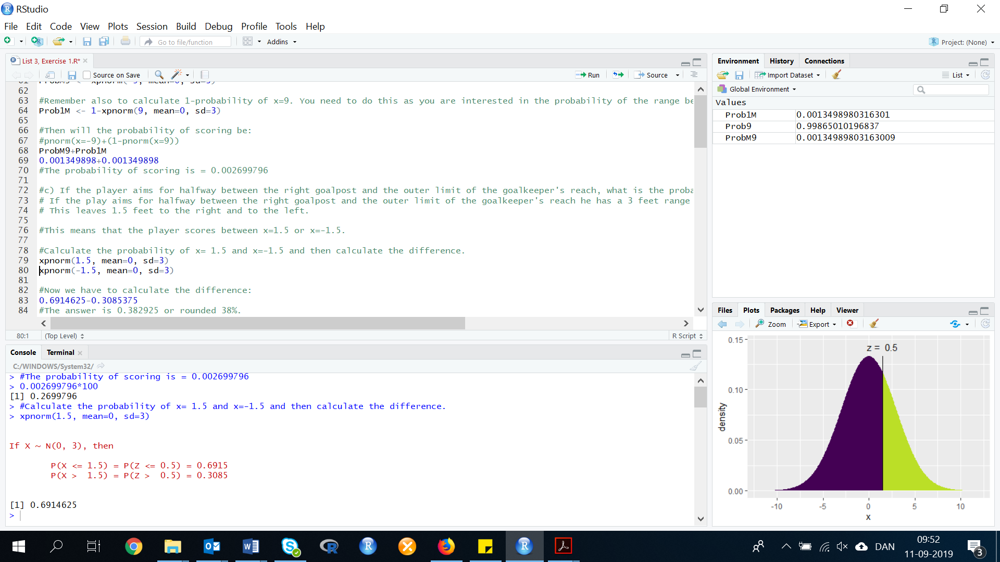 RStudio
File Edit Code View Plots Session Build Debug Profile Tools Help
Go to file/function Addins Project: (None)
List 3, Exercise 1.R*
Source on Save Run Source
62
63 #Remember also to calculate 1-probability of x=9. You need to do this as you are interested in the probability of the range be
64 Prob1M <- 1-xpnorm(9, mean=0, sd=3)
65
66 #Then will the probability of scoring be:
67 #pnorm(x=-9)+(1-pnorm(x=9))
68 ProbM9+Prob1M
69 0.001349898+0.001349898
70 #The probability of scoring is = 0.002699796
71
72 #c) If the player aims for halfway between the right goalpost and the outer limit of the goalkeeper's reach, what is the proba
73 # If the play aims for halfway between the right goalpost and the outer limit of the goalkeeper's reach he has a 3 feet range
74 # This leaves 1.5 feet to the right and to the left.
75
76 #This means that the player scores between x=1.5 or x=-1.5.
77
78 #Calculate the probability of x= 1.5 and x=-1.5 and then calculate the difference.
79 xpnorm(1.5, mean=0, sd=3)
80 xpnorm(-1.5, mean=0, sd=3)
81
82 #Now we have to calculate the difference:
83 0.6914625-0.3085375
84 #The answer is 0.382925 or rounded 38%.
80:1 (Top Level) R Script
Console Terminal
C:/WINDOWS/System32/
> #The probability of scoring is = 0.002699796
> 0.002699796*100
[1] 0.2699796
> #Calculate the probability of x= 1.5 and x=-1.5 and then calculate the difference.
> xpnorm(1.5, mean=0, sd=3)
If X ~ N(0, 3), then
P(X <= 1.5) = P(Z <= 0.5) = 0.6915
P(X > 1.5) = P(Z > 0.5) = 0.3085
[1] 0.6914625
>
Environment History Connections
Import Dataset List
Global Environment
Values
Prob1M 0.0013498980316301
Prob9 0.99865010196837
ProbM9 0.00134989803163009
Files Plots Packages Help Viewer
Zoom Export
z = 0.5
0.15
0.10
0.05
0.00
density
-10 -5 0 5 10
x
DAN
09:52
11-09-2019
3